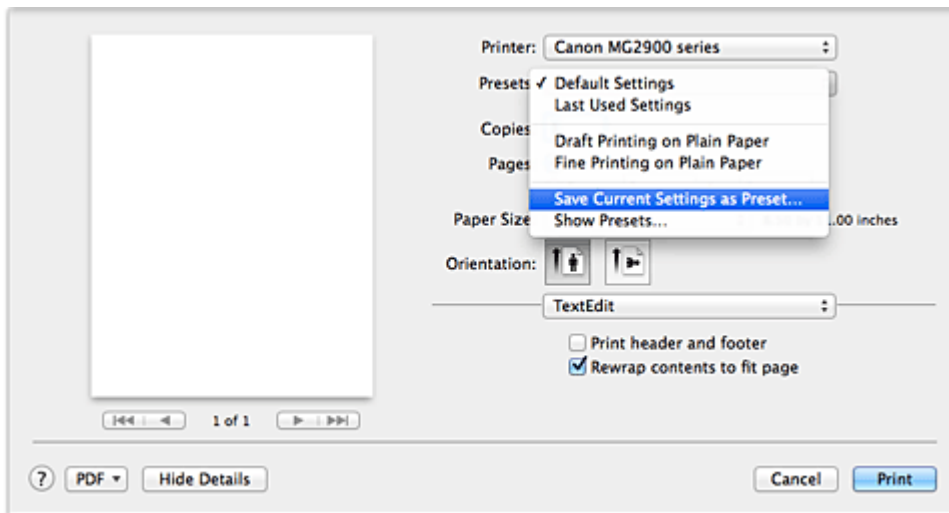 Printer: Canon MG2900 series
Presets ✓ Default Settings
Last Used Settings
Copies
Draft Printing on Plain Paper
Pages Fine Printing on Plain Paper
Save Current Settings as Preset...
Paper Size Show Presets... .00 inches
Orientation:
TextEdit
Print header and footer
Rewrap contents to fit page
1 of 1
? PDF Hide Details Cancel Print